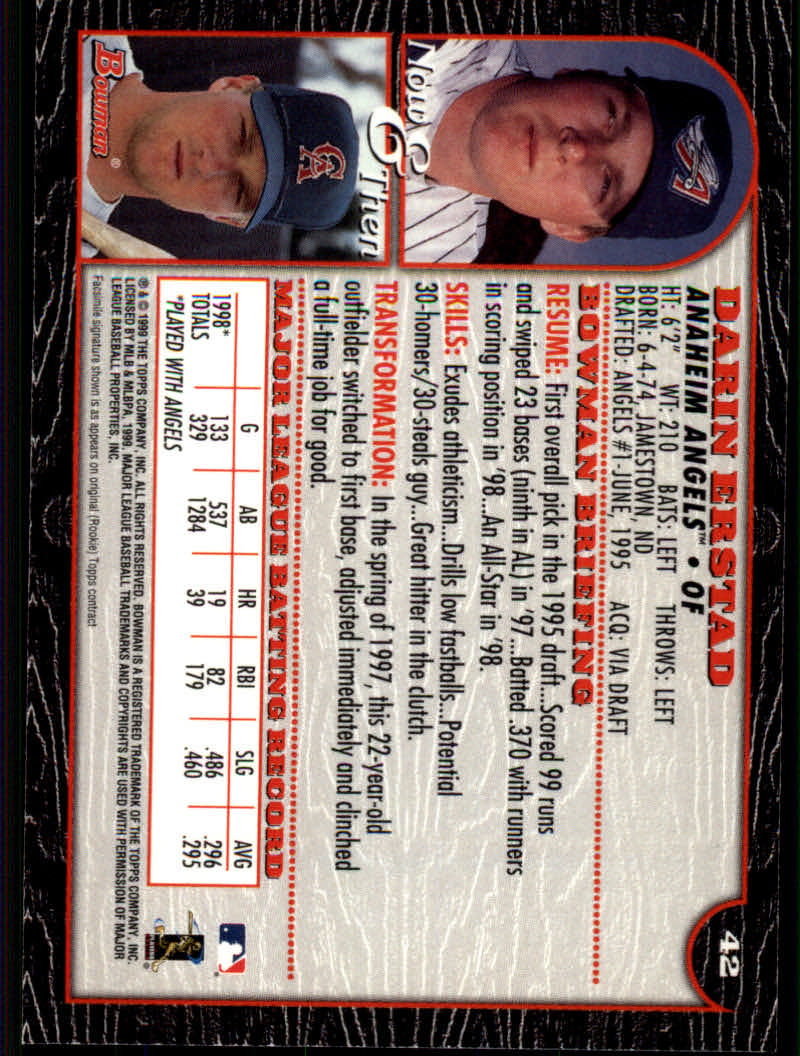 42
DARIN ERSTAD
ANAHEIM ANGELS™ • OF
HT: 6'2" WT: 210 BATS: LEFT THROWS: LEFT
BORN: 6-4-74, JAMESTOWN, ND
DRAFTED: ANGELS #1-JUNE, 1995 ACQ: VIA DRAFT
BOWMAN BRIEFING
RESUME: First overall pick in the 1995 draft...Scored 99 runs
and swiped 23 bases (ninth in AL) in '97...Batted .370 with runners
in scoring position in '98...An All-Star in '98.
SKILLS: Exudes athleticism...Drills low fastballs...Potential
30-homers/30-steals guy...Great hitter in the clutch.
TRANSFORMATION: In the spring of 1997, this 22-year-old
outfielder switched to first base, adjusted immediately and clinched
a full-time job for good.
Now & Then
CA
Bowman®
MAJOR LEAGUE BATTING RECORD
G AB HR RBI SLG AVG
1998* 133 537 19 82 .486 .296
TOTALS 329 1284 39 179 .460 .295
*PLAYED WITH ANGELS
® & © 1999 THE TOPPS COMPANY, INC. ALL RIGHTS RESERVED. BOWMAN IS A REGISTERED TRADEMARK OF THE TOPPS COMPANY, INC.
LICENSED BY MLB & MLBPA, 1999. MAJOR LEAGUE BASEBALL TRADEMARKS AND COPYRIGHTS ARE USED WITH PERMISSION OF MAJOR
LEAGUE BASEBALL PROPERTIES, INC.
Facsimile signature shown is as appears on original (Rookie) Topps contract